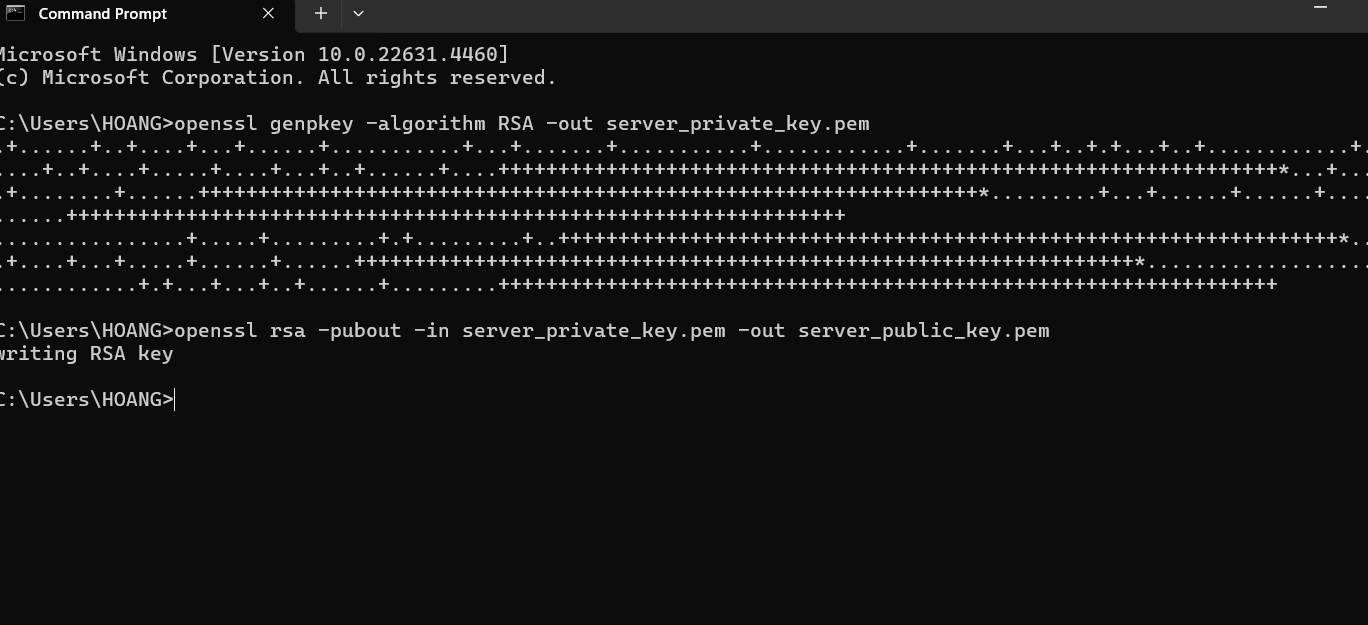 Command Prompt
Microsoft Windows [Version 10.0.22631.4460]
(c) Microsoft Corporation. All rights reserved.
C:\Users\HOANG>openssl genpkey -algorithm RSA -out server_private_key.pem
C:\Users\HOANG>openssl rsa -pubout -in server_private_key.pem -out server_public_key.pem
writing RSA key
C:\Users\HOANG>